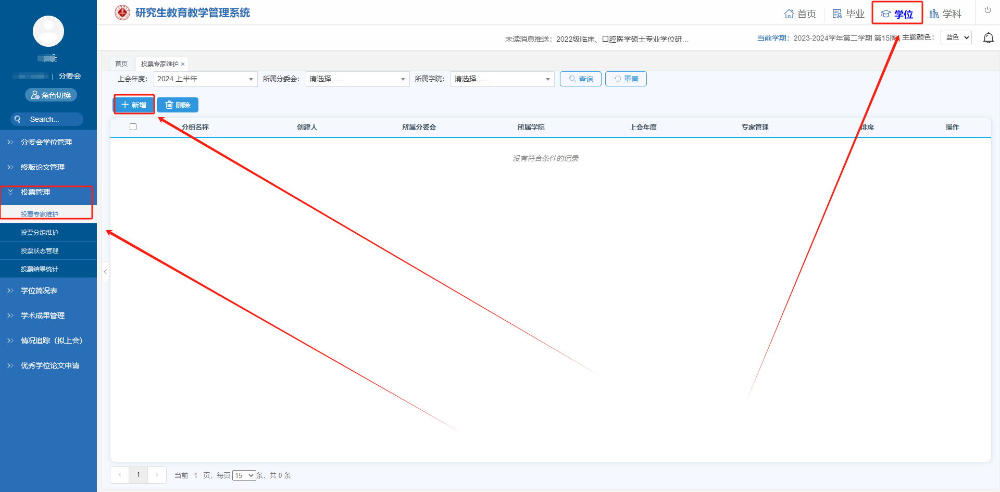 研究生教育教学管理系统
首页
毕业
学位
学科
未读消息推送：2022级临床、口腔医学硕士专业学位研...
当前学期：2023-2024学年第二学期 第15周
主题颜色：
蓝色
分委会
角色切换
Search...
分委会学位管理
终版论文管理
投票管理
投票专家维护
投票分组维护
投票状态管理
投票结果统计
学位简况表
学术成果管理
情况追踪（拟上会）
优秀学位论文申请
首页
投票专家维护 ×
上会年度：
2024 上半年
所属分委会：
请选择......
所属学院：
请选择......
查询
重置
新增
删除
分组名称
创建人
所属分委会
所属学院
上会年度
专家管理
排序
操作
没有符合条件的记录
1
当前 1 页，每页 15 条，共 0 条